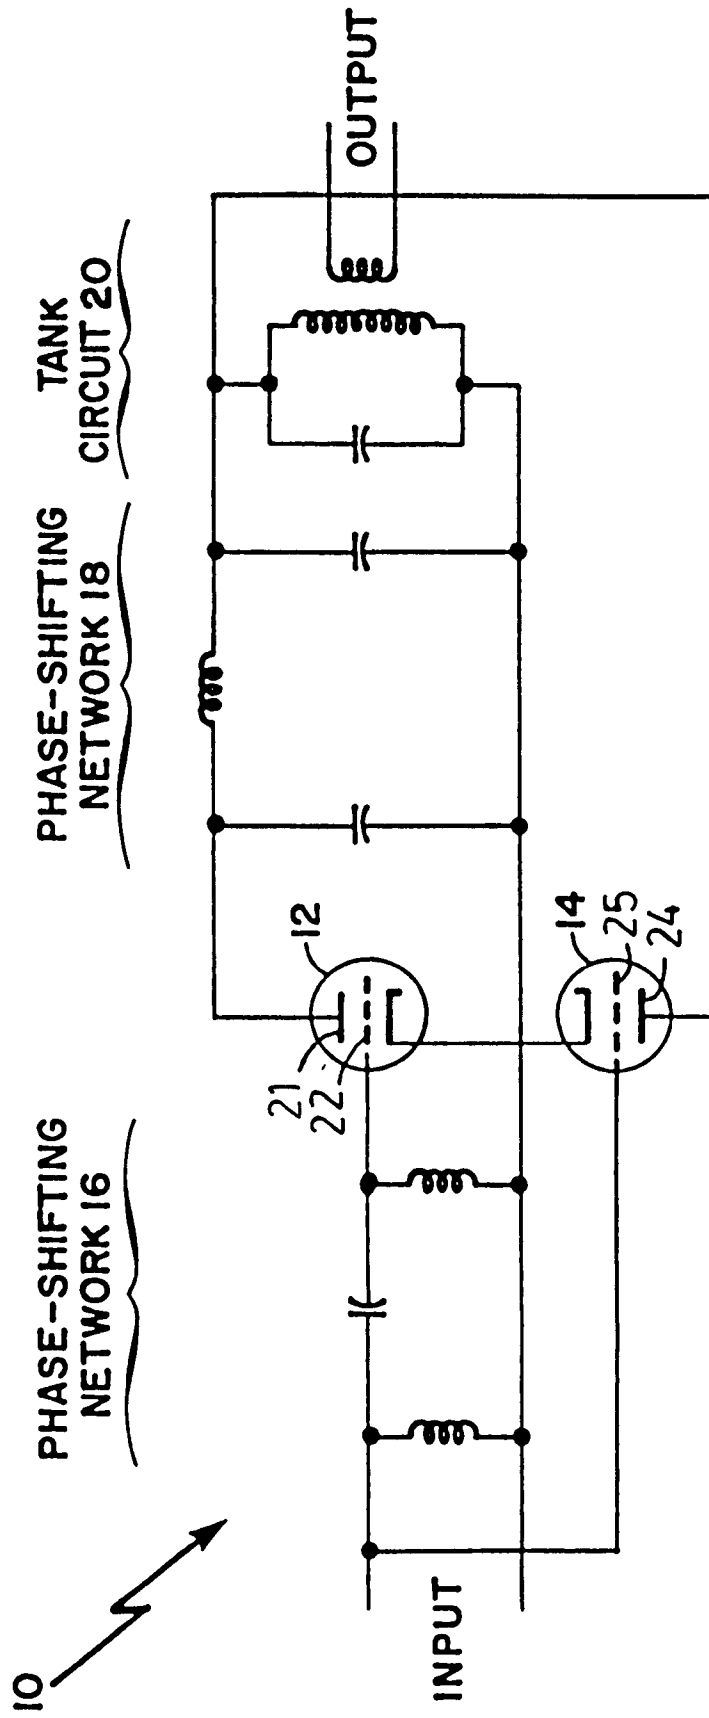 10
PHASE-SHIFTING
NETWORK 16
PHASE-SHIFTING
NETWORK 18
TANK
CIRCUIT 20
21
22
12
14
25
24
INPUT
OUTPUT